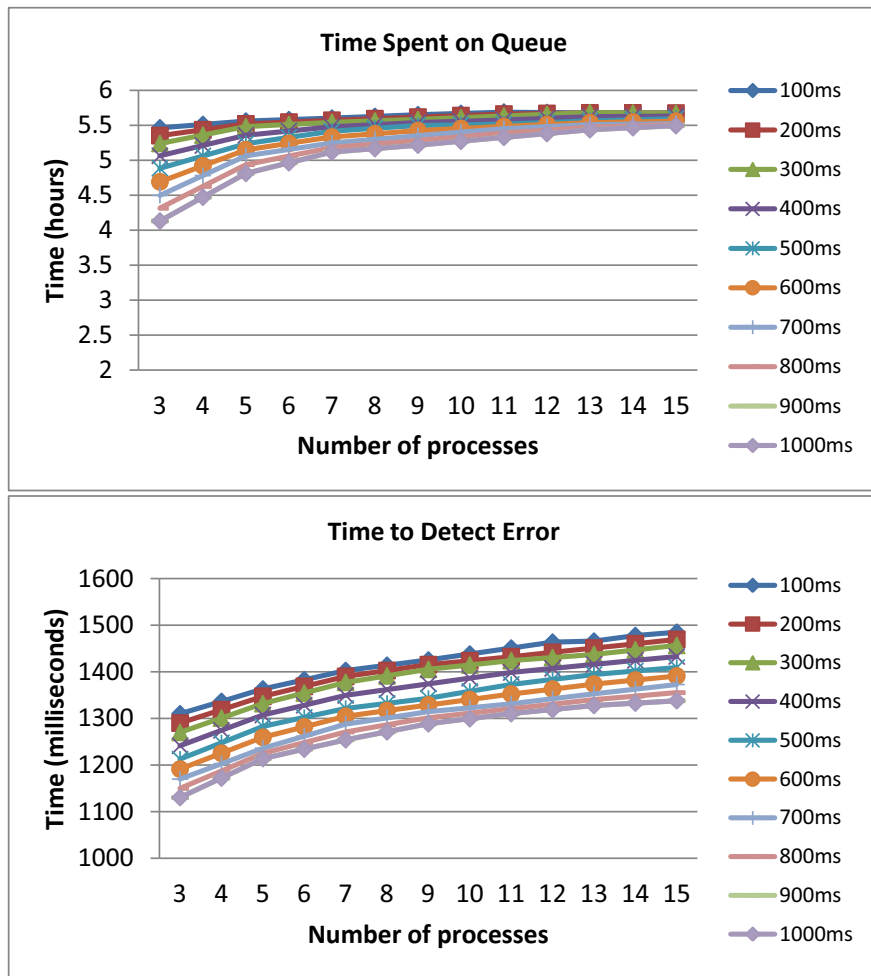 Time Spent on Queue
Time (hours)
6
5.5
5
4.5
4
3.5
3
2.5
2
3 4 5 6 7 8 9 10 11 12 13 14 15
Number of processes
100ms
200ms
300ms
400ms
500ms
600ms
700ms
800ms
900ms
1000ms
Time to Detect Error
Time (milliseconds)
1600
1500
1400
1300
1200
1100
1000
3 4 5 6 7 8 9 10 11 12 13 14 15
Number of processes
100ms
200ms
300ms
400ms
500ms
600ms
700ms
800ms
900ms
1000ms